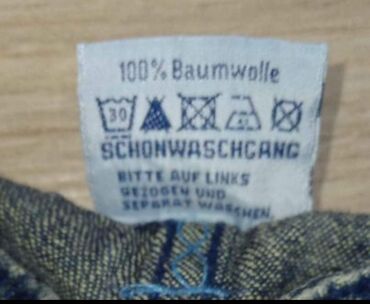 100% Baumwolle
30
SCHONWASCHGANG
BITTE AUF LINKS
GEZOGEN UND
SEPARAT WASCHEN.